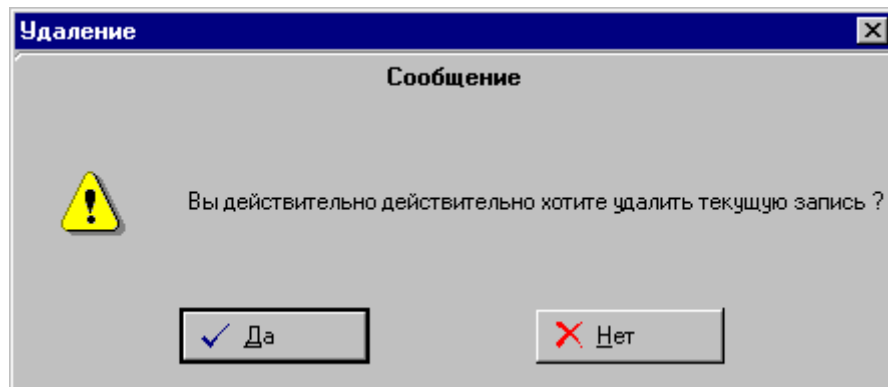 Удаление
Сообщение
Вы действительно действительно хотите удалить текущую запись ?
Да
Нет